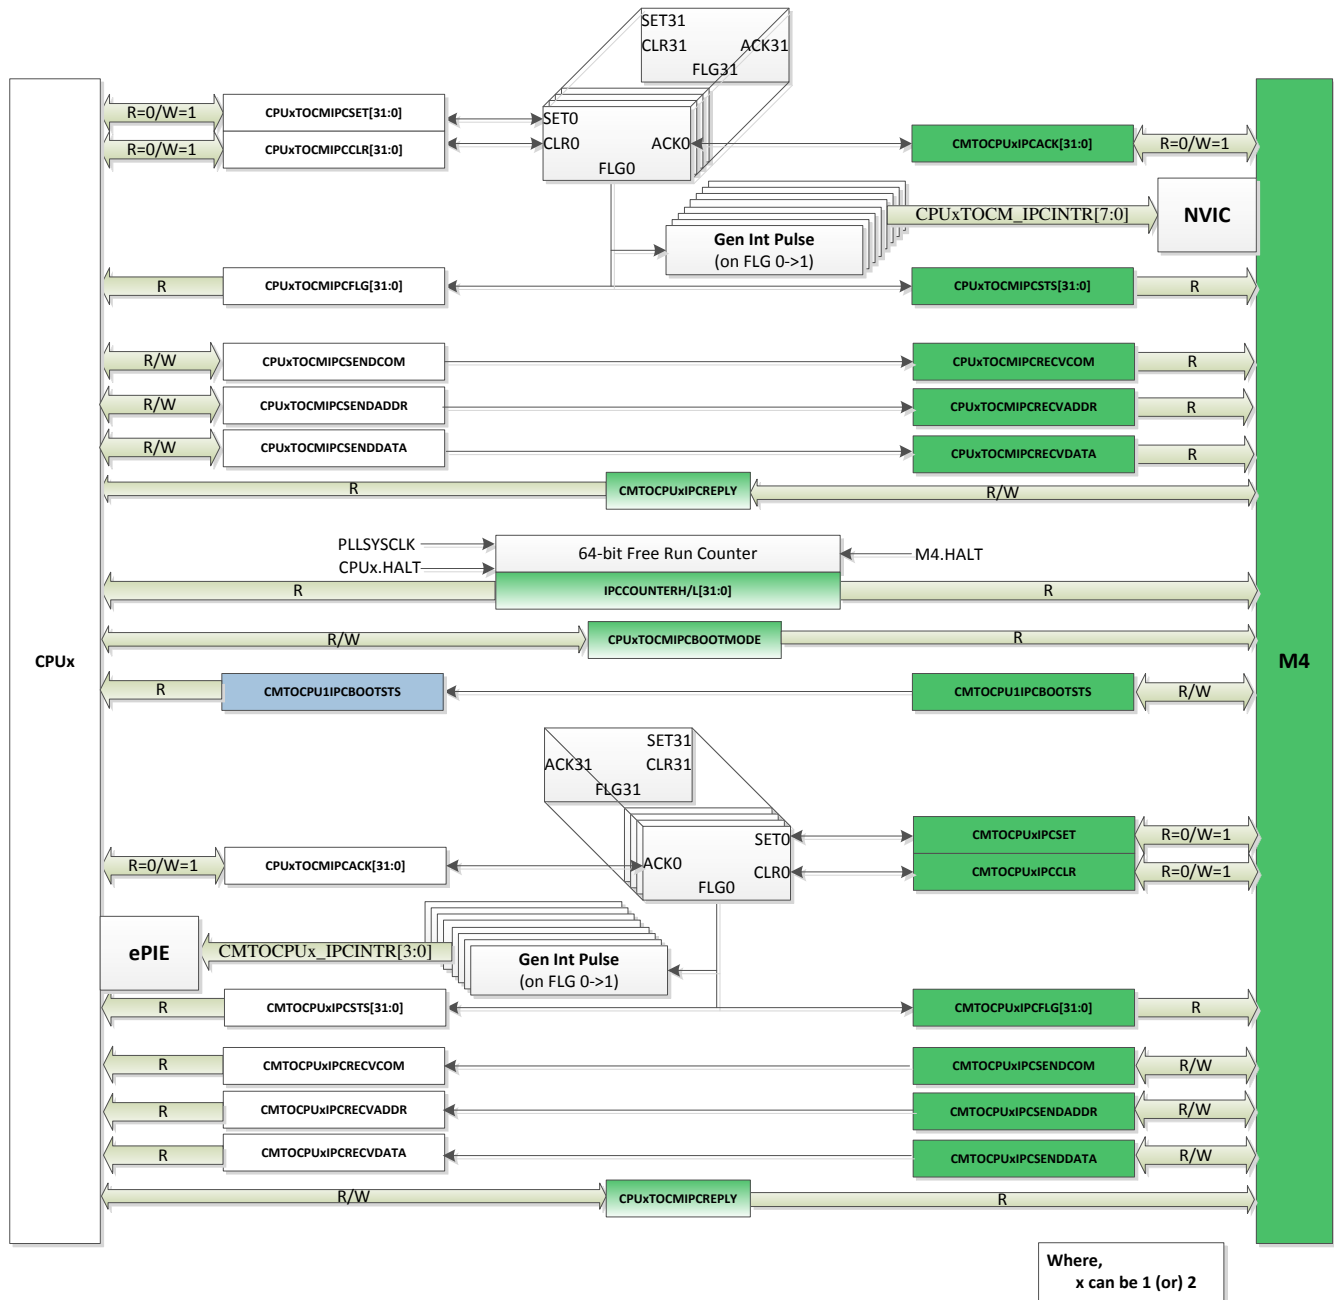 SET31
CLR31 ACK31
FLG31
R=0/W=1 CPUxTOCMIPCSET[31:0] SET0
R=0/W=1 CPUxTOCMIPCCLR[31:0] CLR0 ACK0 CMTOCPUxIPCACK[31:0] R=0/W=1
FLG0
CPUxTOCM_IPCINTR[7:0] NVIC
Gen Int Pulse
(on FLG 0->1)
R CPUxTOCMIPCFLG[31:0] CPUxTOCMIPCSTS[31:0] R
R/W CPUxTOCMIPCSENDCOM CPUxTOCMIPCRECVCOM R
R/W CPUxTOCMIPCSENDADDR CPUxTOCMIPCRECVADDR R
R/W CPUxTOCMIPCSENDDATA CPUxTOCMIPCRECVDATA R
R CMTOCPUxIPCREPLY R/W
PLLSYSCLK 64-bit Free Run Counter M4.HALT
CPUx.HALT
R IPCCOUNTERH/L[31:0] R
R/W CPUxTOCMIPCBOOTMODE R
CPUx M4
R CMTOCPU1IPCBOOTSTS CMTOCPU1IPCBOOTSTS R/W
SET31
ACK31 CLR31
FLG31
SET0 CMTOCPUxIPCSET R=0/W=1
R=0/W=1 CPUxTOCMIPCACK[31:0] ACK0 CLR0 CMTOCPUxIPCCLR R=0/W=1
FLG0
ePIE CMTOCPUx_IPCINTR[3:0] Gen Int Pulse
(on FLG 0->1)
R CMTOCPUxIPCSTS[31:0] CMTOCPUxIPCFLG[31:0] R
R CMTOCPUxIPCRECVCOM CMTOCPUxIPCSENDCOM R/W
R CMTOCPUxIPCRECVADDR CMTOCPUxIPCSENDADDR R/W
R CMTOCPUxIPCRECVDATA CMTOCPUxIPCSENDDATA R/W
R/W CPUxTOCMIPCREPLY R
Where,
x can be 1 (or) 2